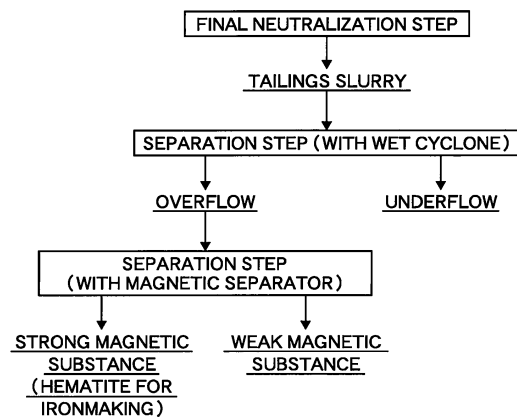 FINAL NEUTRALIZATION STEP
TAILINGS SLURRY
SEPARATION STEP (WITH WET CYCLONE)
OVERFLOW
UNDERFLOW
SEPARATION STEP
(WITH MAGNETIC SEPARATOR)
STRONG MAGNETIC
SUBSTANCE
(HEMATITE FOR
IRONMAKING)
WEAK MAGNETIC
SUBSTANCE